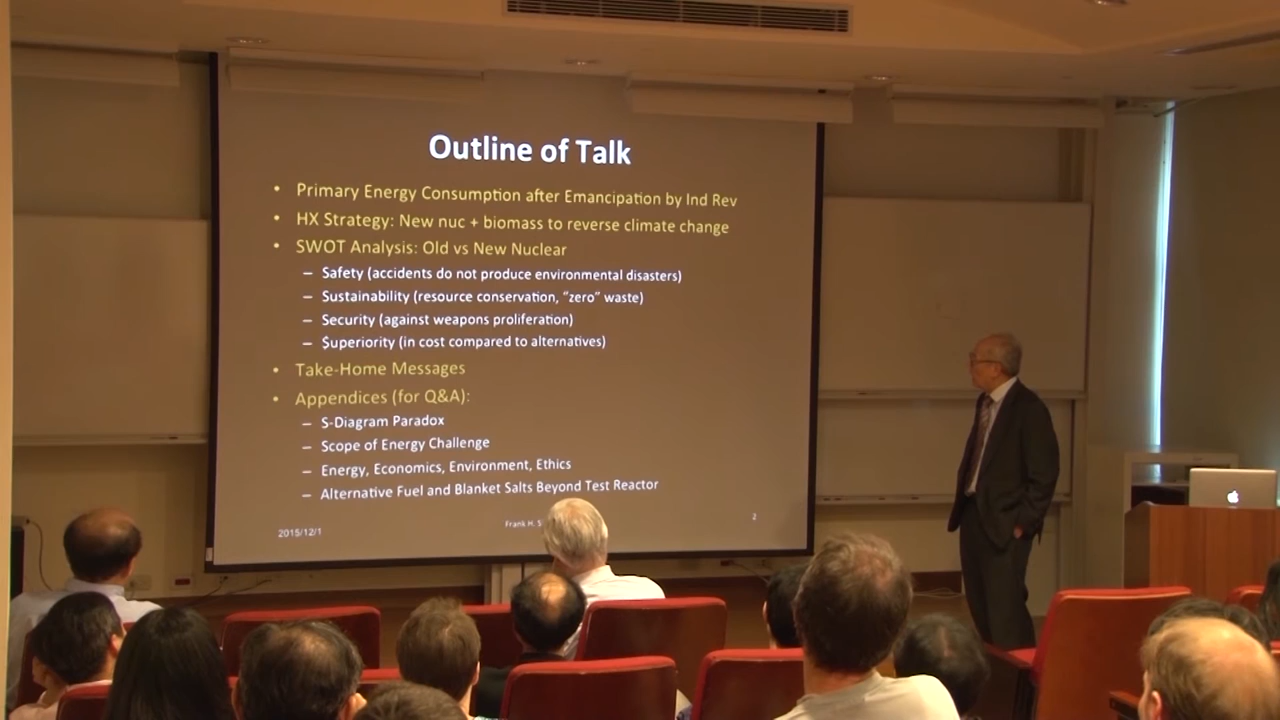 Outline of Talk
• Primary Energy Consumption after Emancipation by Ind Rev
• HX Strategy: New nuc + biomass to reverse climate change
• SWOT Analysis: Old vs New Nuclear
– Safety (accidents do not produce environmental disasters)
– Sustainability (resource conservation, “zero” waste)
– Security (against weapons proliferation)
– $uperiority (in cost compared to alternatives)
• Take-Home Messages
• Appendices (for Q&A):
– S-Diagram Paradox
– Scope of Energy Challenge
– Energy, Economics, Environment, Ethics
– Alternative Fuel and Blanket Salts Beyond Test Reactor
2015/12/1
Frank H.
2